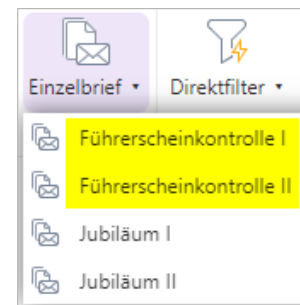 Einzelbrief Direktfilter
Führerscheinkontrolle I
Führerscheinkontrolle II
Jubiläum I
Jubiläum II